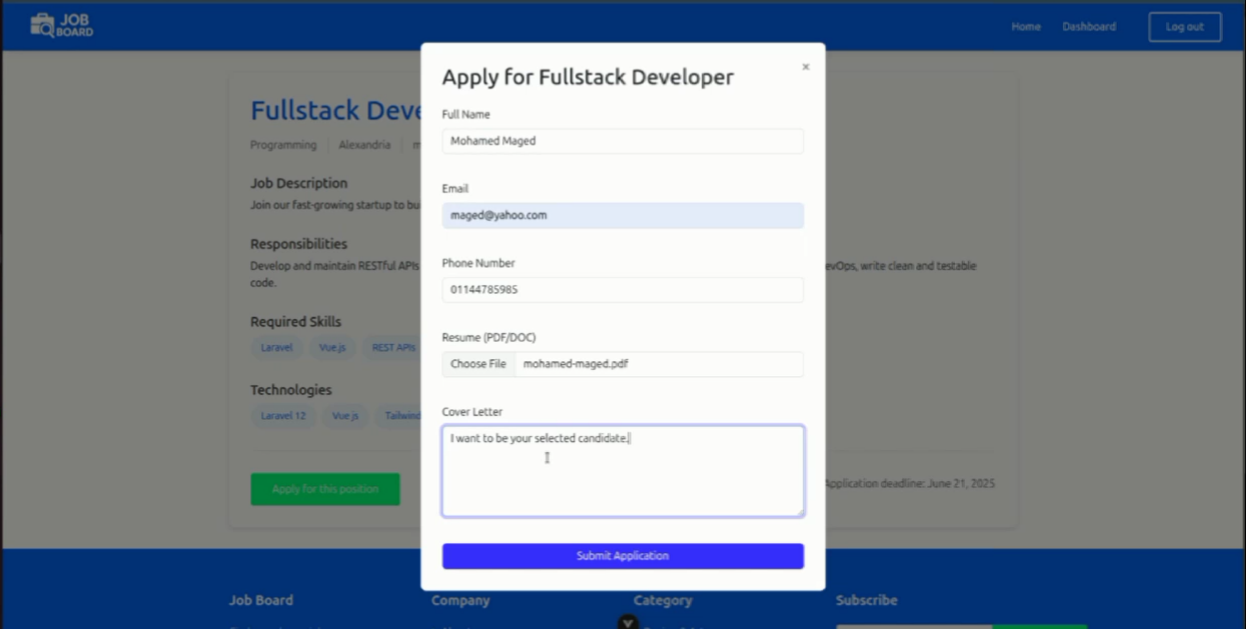 JOB
BOARD
Home
Dashboard
Log out
Fullstack Deve
Programming
Alexandria
Job Description
Join our fast-growing startup to bu
Responsibilities
Develop and maintain RESTful APIs
evOps, write clean and testable
code.
Required Skills
Laravel
Vue.js
REST APIs
Technologies
Laravel 12
Vue.js
Tailwind
Apply for this position
Application deadline: June 21, 2025
Apply for Fullstack Developer
×
Full Name
Mohamed Maged
Email
maged@yahoo.com
Phone Number
01144785985
Resume (PDF/DOC)
Choose File
mohamed-maged.pdf
Cover Letter
I want to be your selected candidate.
Submit Application
Job Board
Company
Category
Subscribe